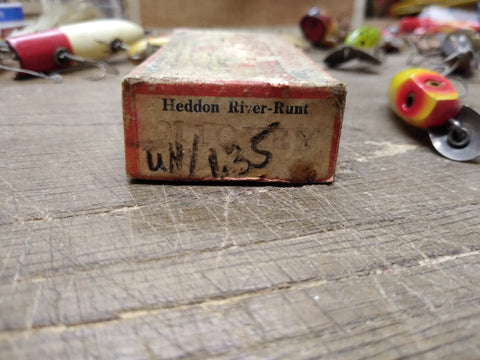 Heddon River-Runt
un/1.35